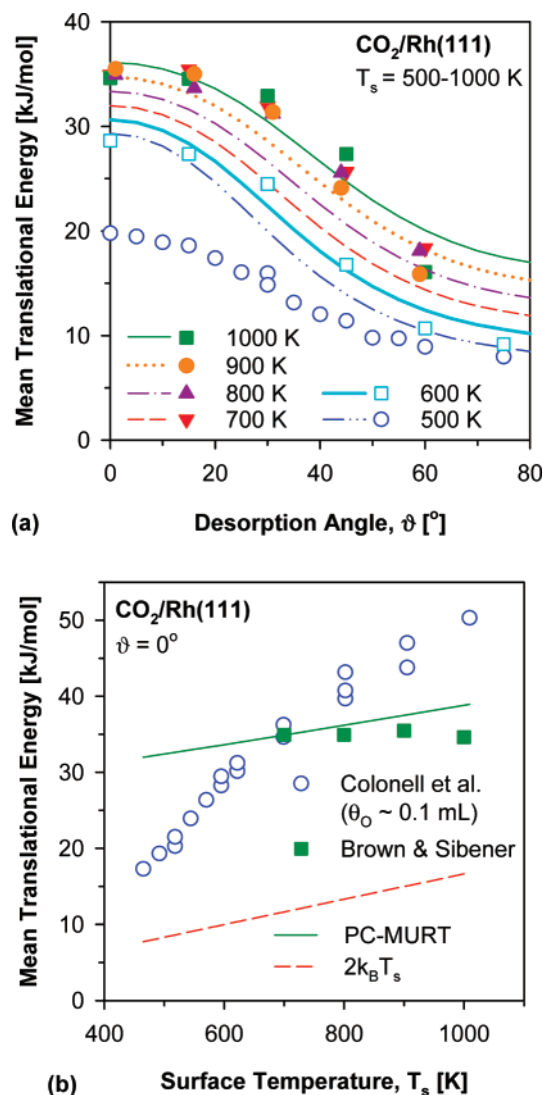 40
CO₂/Rh(111)
Tₛ = 500-1000 K
30
20
10
0
Mean Translational Energy [kJ/mol]
1000 K
900 K
800 K 600 K
700 K 500 K
0 20 40 60 80
(a) Desorption Angle, ϑ [°]
CO₂/Rh(111)
ϑ = 0°
50
40
30
20
10
0
Mean Translational Energy [kJ/mol]
Colonell et al.
(θ_O ~ 0.1 mL)
Brown & Sibener
PC-MURT
2k_BTₛ
400 600 800 1000
(b) Surface Temperature, Tₛ [K]